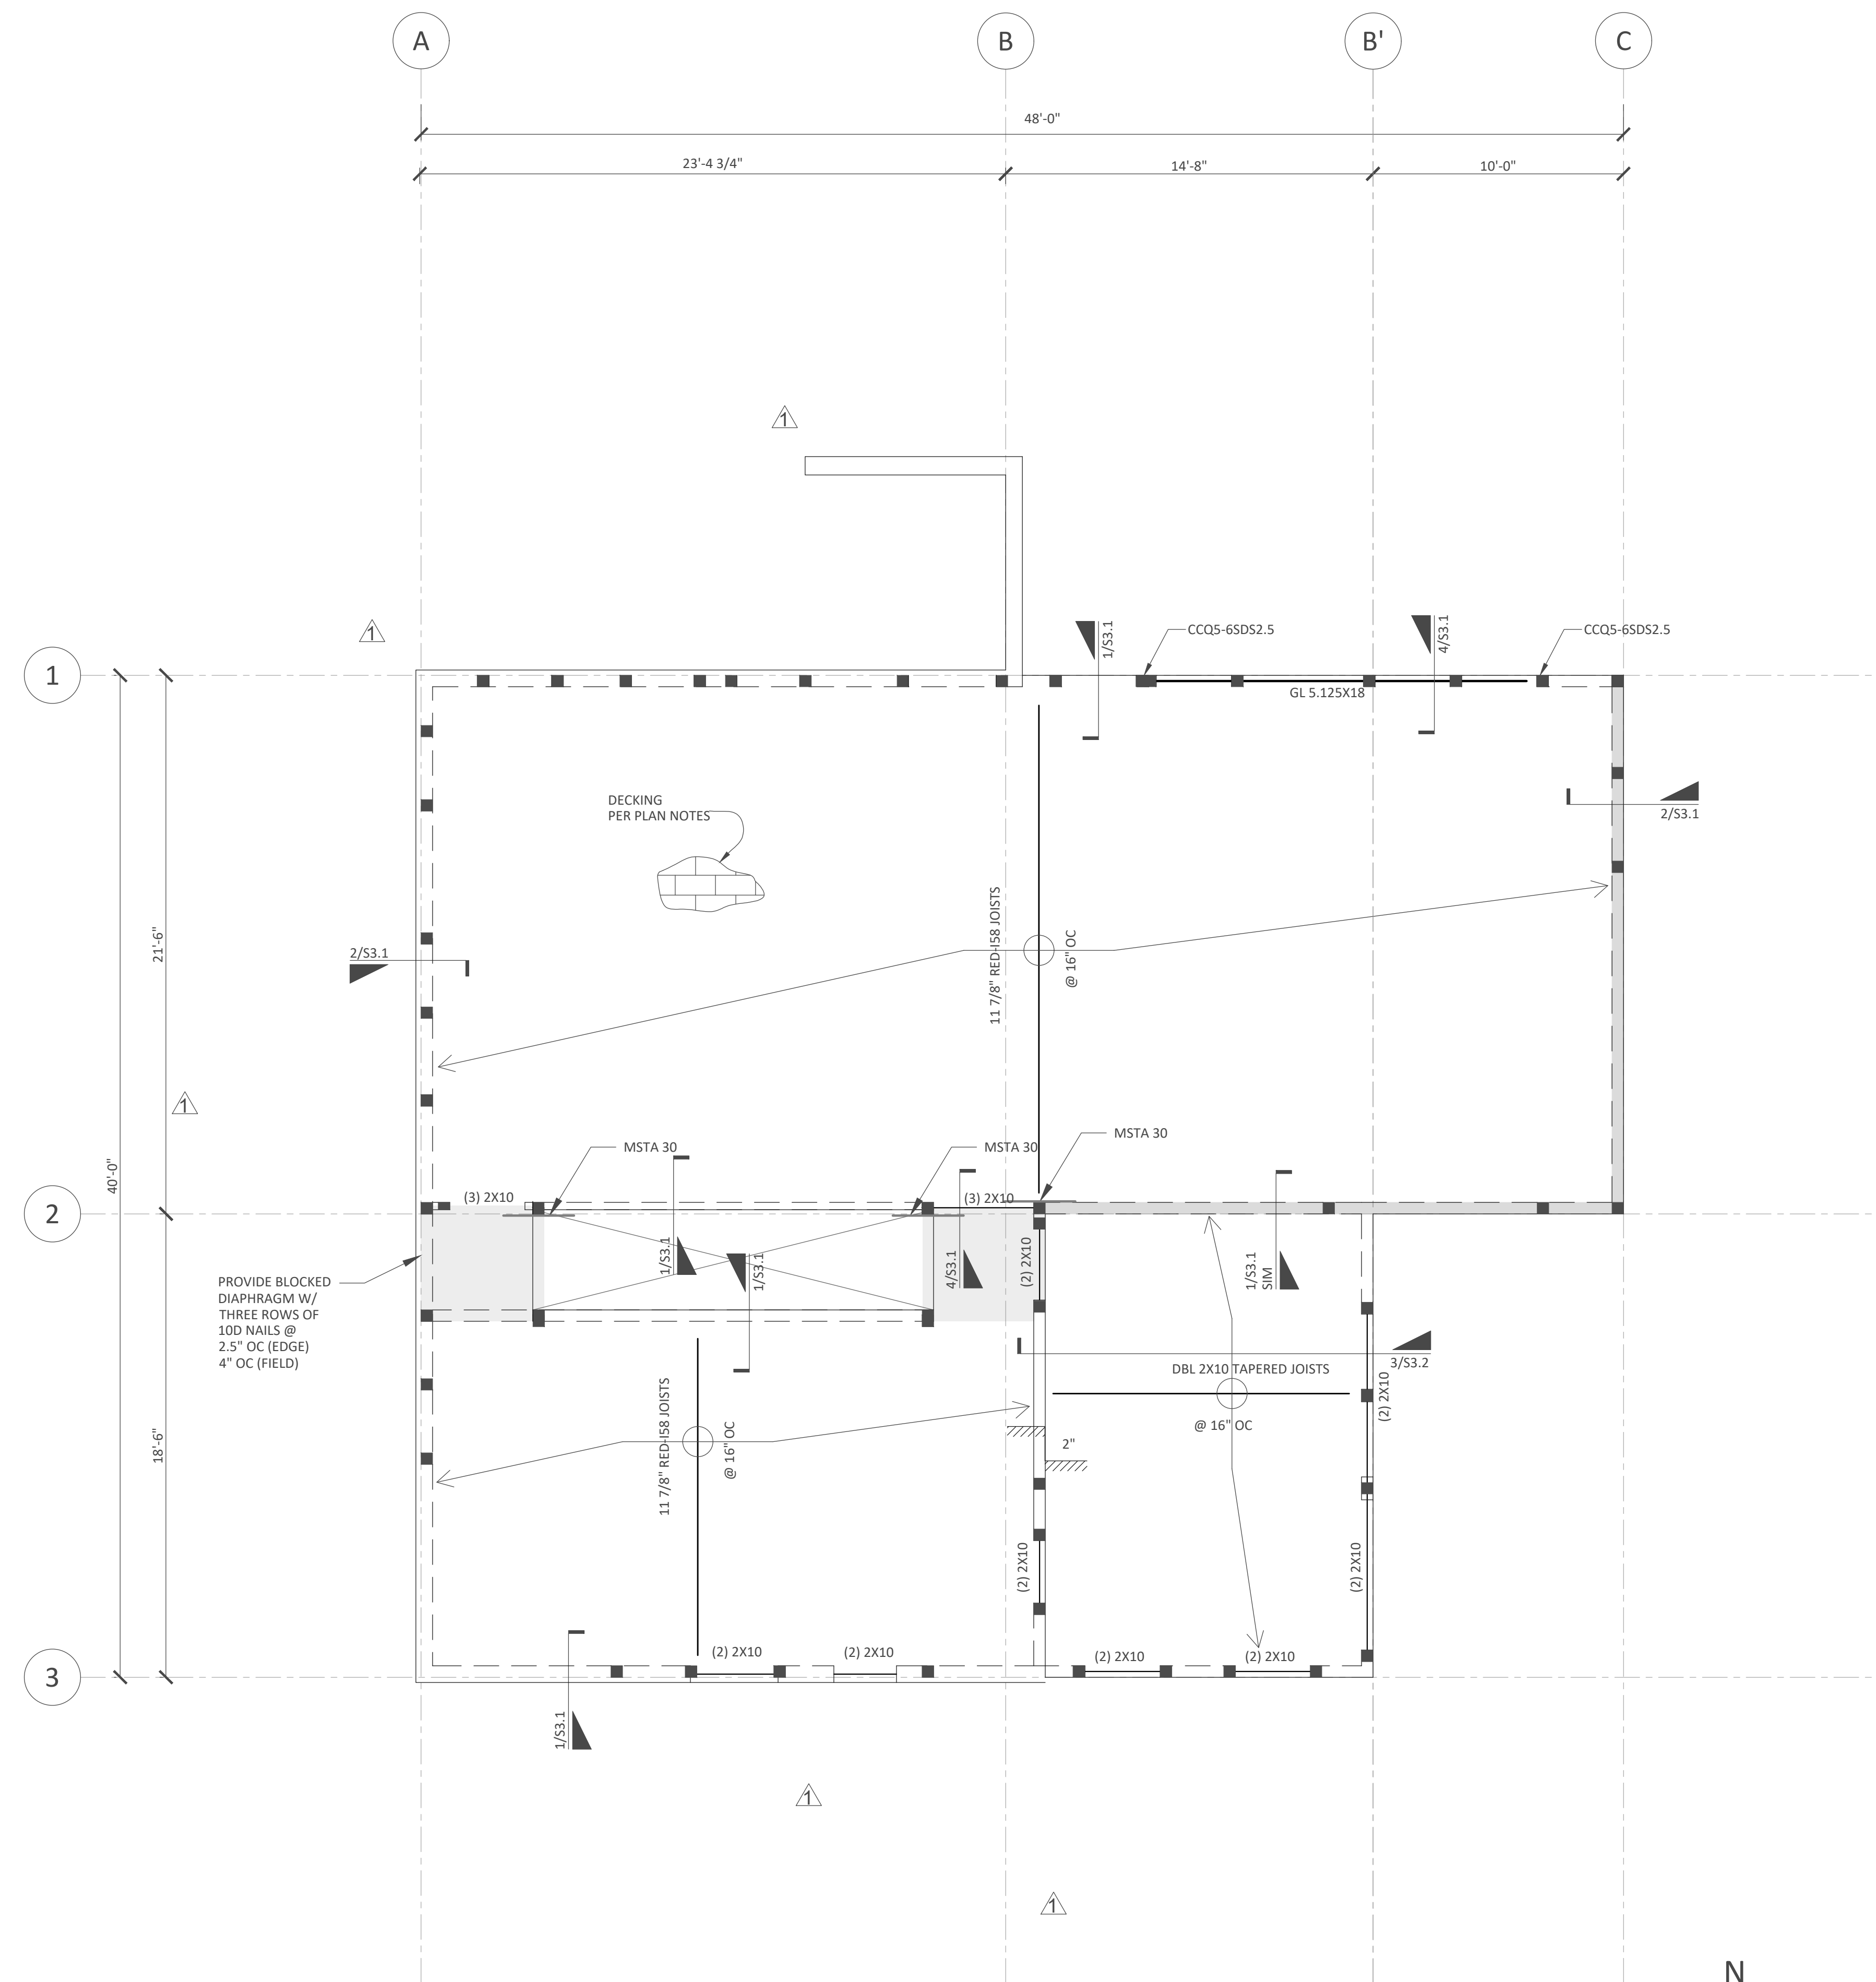 A
B
B'
C
48'-0"
23'-4 3/4"
14'-8"
10'-0"
1
1
1/S3.1
CCQ5-6SDS2.5
4/S3.1
CCQ5-6SDS2.5
1
GL 5.125X18
DECKING
PER PLAN NOTES
2/S3.1
11 7/8" RED-I58 JOISTS
@ 16" OC
21'-6"
2/S3.1
1
40'-0"
MSTA 30
MSTA 30
MSTA 30
2
(3) 2X10
(3) 2X10
1/S3.1
1/S3.1
4/S3.1
(2) 2X10
1/S3.1
SIM
PROVIDE BLOCKED
DIAPHRAGM W/
THREE ROWS OF
10D NAILS @
2.5" OC (EDGE)
4" OC (FIELD)
3/S3.2
DBL 2X10 TAPERED JOISTS
@ 16" OC
(2) 2X10
11 7/8" RED-I58 JOISTS
@ 16" OC
18'-6"
2"
(2) 2X10
(2) 2X10
(2) 2X10
(2) 2X10
(2) 2X10
(2) 2X10
3
1/S3.1
1
1
N